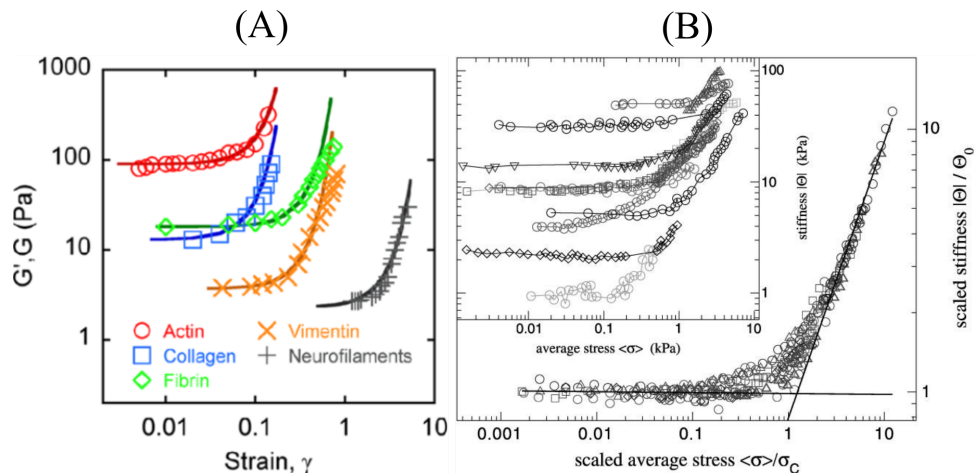 (A)
(B)
G', G (Pa)
1000
100
10
1
0.01
0.1
1
10
Strain, γ
Actin
Collagen
Fibrin
Vimentin
Neurofilaments
100
10
1
stiffness |Θ| (kPa)
0.01
0.1
1
10
average stress <σ> (kPa)
10
1
scaled stiffness |Θ| / Θ0
0.001
0.01
0.1
1
10
scaled average stress <σ>/σC